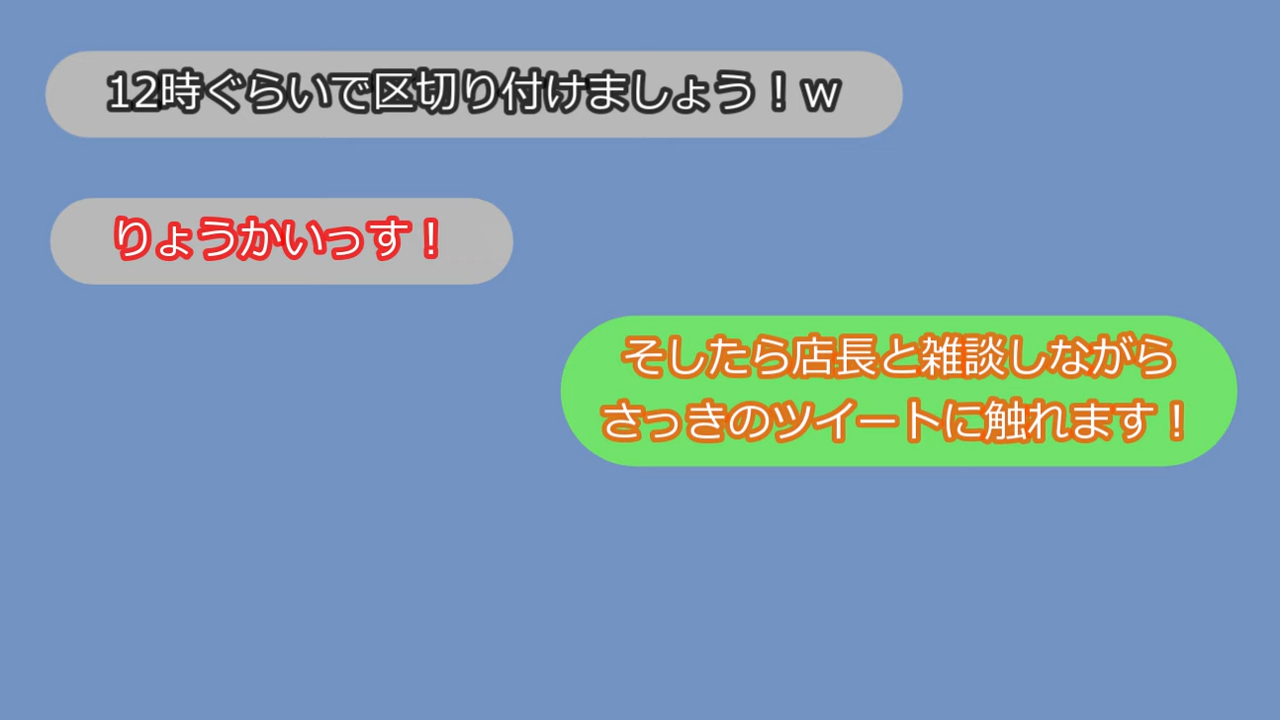 12時ぐらいで区切り付けましょう！ｗ
りょうかいっす！
そしたら店長と雑談しながら
さっきのツイートに触れます！